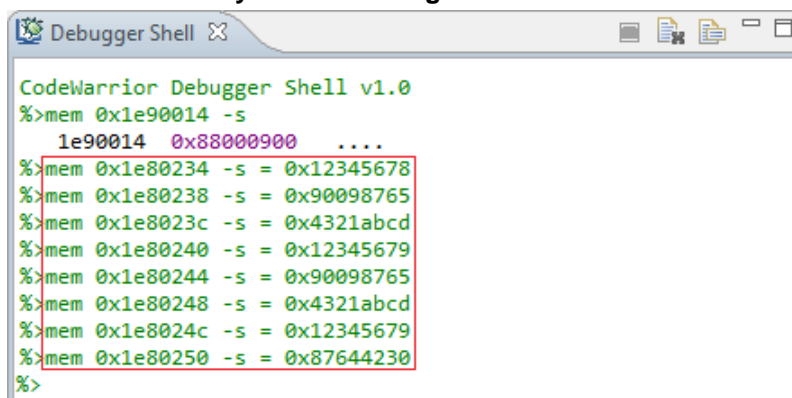 Debugger Shell
CodeWarrior Debugger Shell v1.0
%>mem 0x1e90014 -s
1e90014 0x88000900 ....
%>mem 0x1e80234 -s = 0x12345678
%>mem 0x1e80238 -s = 0x90098765
%>mem 0x1e8023c -s = 0x4321abcd
%>mem 0x1e80240 -s = 0x12345679
%>mem 0x1e80244 -s = 0x90098765
%>mem 0x1e80248 -s = 0x4321abcd
%>mem 0x1e8024c -s = 0x12345679
%>mem 0x1e80250 -s = 0x87644230
%>